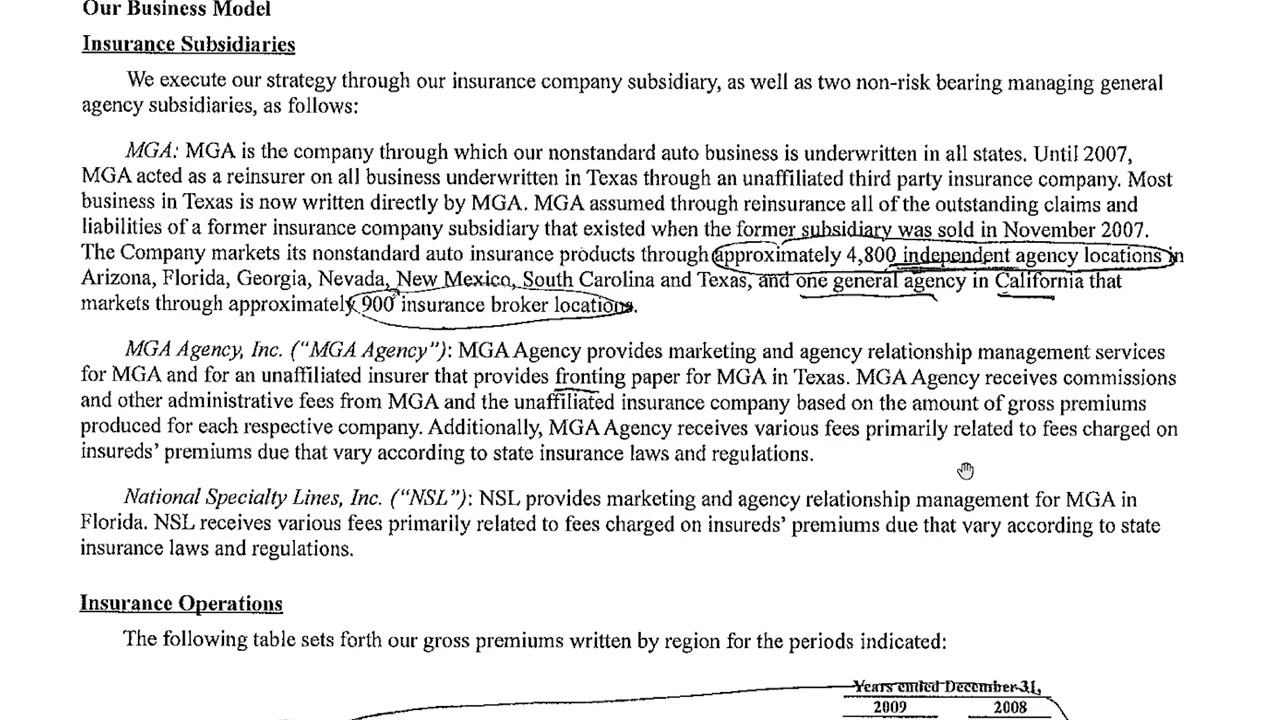 Our Business Model
Insurance Subsidiaries
We execute our strategy through our insurance company subsidiary, as well as two non-risk bearing managing general
agency subsidiaries, as follows:
MGA: MGA is the company through which our nonstandard auto business is underwritten in all states. Until 2007,
MGA acted as a reinsurer on all business underwritten in Texas through an unaffiliated third party insurance company. Most
business in Texas is now written directly by MGA. MGA assumed through reinsurance all of the outstanding claims and
liabilities of a former insurance company subsidiary that existed when the former subsidiary was sold in November 2007.
The Company markets its nonstandard auto insurance products through approximately 4,800 independent agency locations in
Arizona, Florida, Georgia, Nevada, New Mexico, South Carolina and Texas, and one general agency in California that
markets through approximately 900 insurance broker locations.
MGA Agency, Inc. ("MGA Agency"): MGA Agency provides marketing and agency relationship management services
for MGA and for an unaffiliated insurer that provides fronting paper for MGA in Texas. MGA Agency receives commissions
and other administrative fees from MGA and the unaffiliated insurance company based on the amount of gross premiums
produced for each respective company. Additionally, MGA Agency receives various fees primarily related to fees charged on
insureds' premiums due that vary according to state insurance laws and regulations.
National Specialty Lines, Inc. ("NSL"): NSL provides marketing and agency relationship management for MGA in
Florida. NSL receives various fees primarily related to fees charged on insureds' premiums due that vary according to state
insurance laws and regulations.
Insurance Operations
The following table sets forth our gross premiums written by region for the periods indicated:
Years ended December 31,
2009 2008